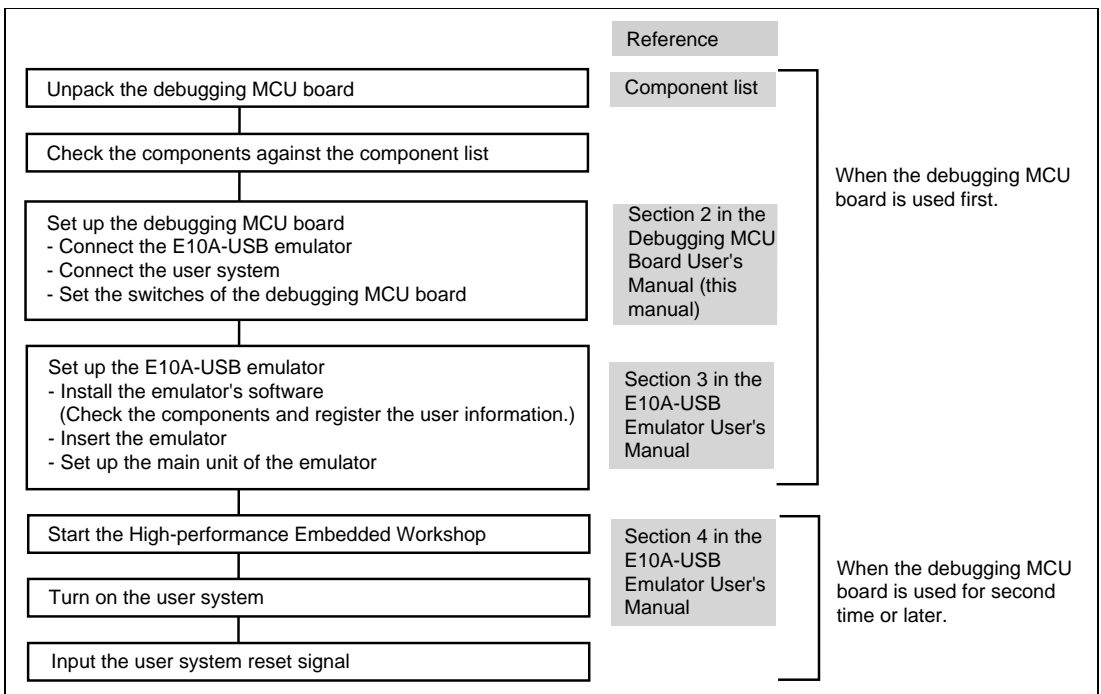 Reference
Unpack the debugging MCU board
Component list
Check the components against the component list
When the debugging MCU
board is used first.
Set up the debugging MCU board
- Connect the E10A-USB emulator
- Connect the user system
- Set the switches of the debugging MCU board
Section 2 in the
Debugging MCU
Board User's
Manual (this
manual)
Set up the E10A-USB emulator
- Install the emulator's software
(Check the components and register the user information.)
- Insert the emulator
- Set up the main unit of the emulator
Section 3 in the
E10A-USB
Emulator User's
Manual
Start the High-performance Embedded Workshop
Section 4 in the
E10A-USB
Emulator User's
Manual
Turn on the user system
When the debugging MCU
board is used for second
time or later.
Input the user system reset signal